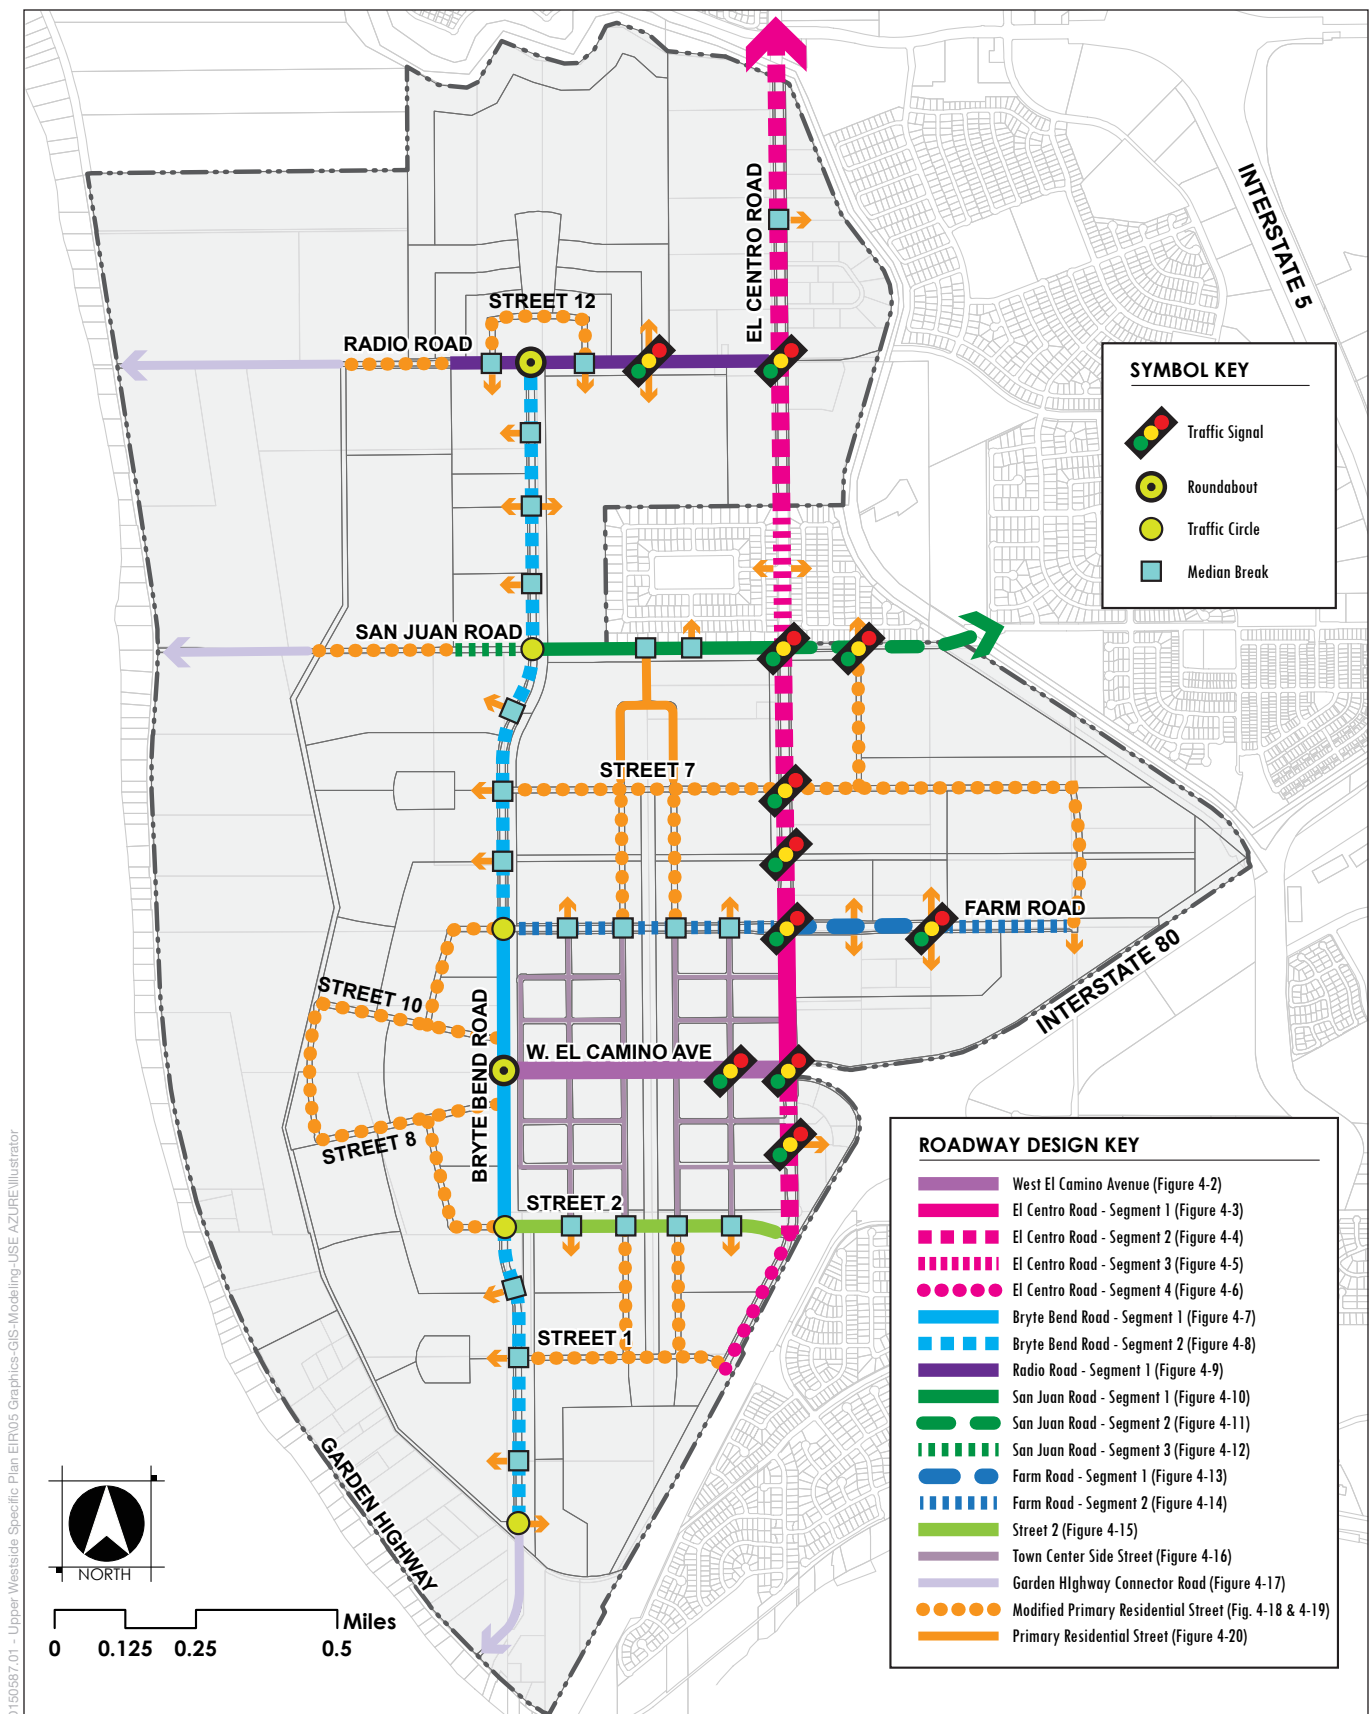 EL CENTRO ROAD
INTERSTATE 5
STREET 12
RADIO ROAD
SYMBOL KEY
Traffic Signal
Roundabout
Traffic Circle
Median Break
SAN JUAN ROAD
STREET 7
FARM ROAD
INTERSTATE 80
STREET 10
BRYTE BEND ROAD
W. EL CAMINO AVE
STREET 8
STREET 2
STREET 1
GARDEN HIGHWAY
ROADWAY DESIGN KEY
West El Camino Avenue (Figure 4-2)
El Centro Road - Segment 1 (Figure 4-3)
El Centro Road - Segment 2 (Figure 4-4)
El Centro Road - Segment 3 (Figure 4-5)
El Centro Road - Segment 4 (Figure 4-6)
Bryte Bend Road - Segment 1 (Figure 4-7)
Bryte Bend Road - Segment 2 (Figure 4-8)
Radio Road - Segment 1 (Figure 4-9)
San Juan Road - Segment 1 (Figure 4-10)
San Juan Road - Segment 2 (Figure 4-11)
San Juan Road - Segment 3 (Figure 4-12)
Farm Road - Segment 1 (Figure 4-13)
Farm Road - Segment 2 (Figure 4-14)
Street 2 (Figure 4-15)
Town Center Side Street (Figure 4-16)
Garden HIghway Connector Road (Figure 4-17)
Modified Primary Residential Street (Fig. 4-18 & 4-19)
Primary Residential Street (Figure 4-20)
NORTH
Miles
0 0.125 0.25 0.5
0150587.01 - Upper Westside Specific Plan EIR\05 Graphics-GIS-Modeling-USE AZURE\Illustrator